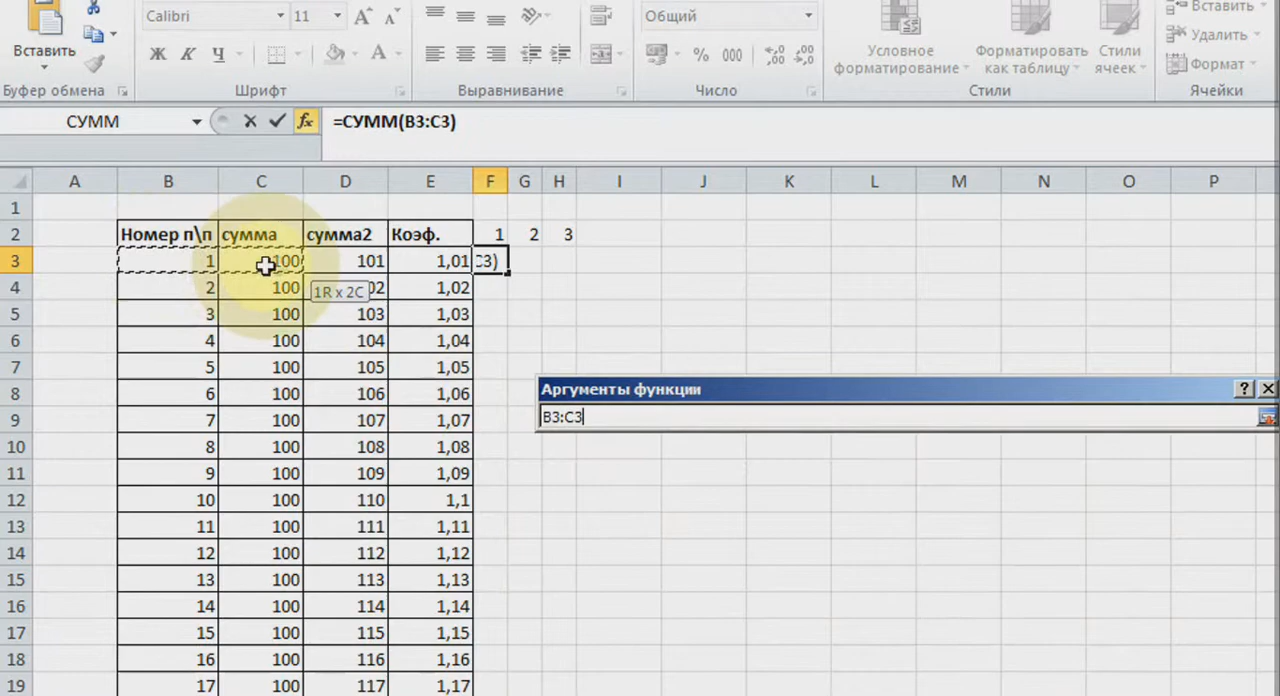 Calibri 11 Общий Вставить
Вставить Ж К Ч % 000 Условное форматирование Форматировать как таблицу Стили ячеек Удалить
Формат
Буфер обмена Шрифт Выравнивание Число Стили Ячейки
СУММ fx =СУММ(B3:C3)
A B C D E F G H I J K L M N O P
1
2 Номер п\п сумма сумма2 Коэф. 1 2 3
3 1 100 101 1,01 C3)
4 2 100 02 1,02
1R x 2C
5 3 100 103 1,03
6 4 100 104 1,04
7 5 100 105 1,05
8 6 100 106 1,06
Аргументы функции
9 7 100 107 1,07
B3:C3
10 8 100 108 1,08
11 9 100 109 1,09
12 10 100 110 1,1
13 11 100 111 1,11
14 12 100 112 1,12
15 13 100 113 1,13
16 14 100 114 1,14
17 15 100 115 1,15
18 16 100 116 1,16
19 17 100 117 1,17